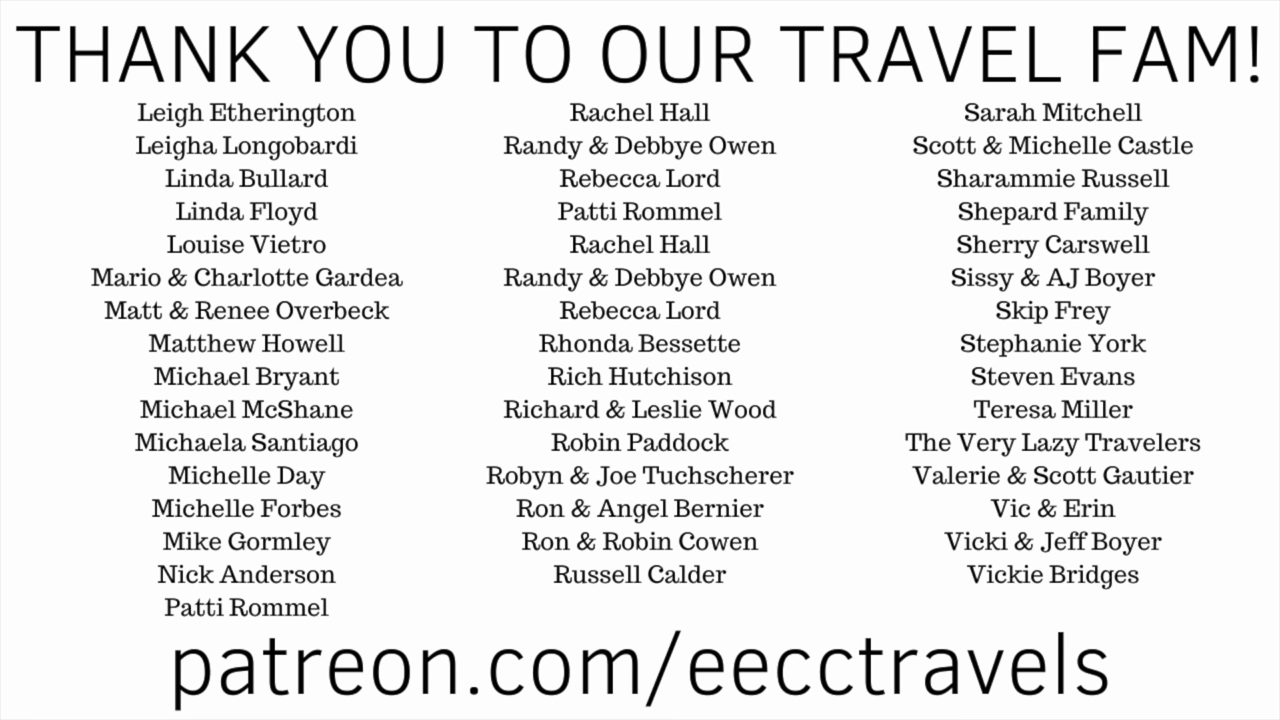 THANK YOU TO OUR TRAVEL FAM!
Leigh Etherington
Leigha Longobardi
Linda Bullard
Linda Floyd
Louise Vietro
Mario & Charlotte Gardea
Matt & Renee Overbeck
Matthew Howell
Michael Bryant
Michael McShane
Michaela Santiago
Michelle Day
Michelle Forbes
Mike Gormley
Nick Anderson
Patti Rommel
Rachel Hall
Randy & Debbye Owen
Rebecca Lord
Patti Rommel
Rachel Hall
Randy & Debbye Owen
Rebecca Lord
Rhonda Bessette
Rich Hutchison
Richard & Leslie Wood
Robin Paddock
Robyn & Joe Tuchscherer
Ron & Angel Bernier
Ron & Robin Cowen
Russell Calder
Sarah Mitchell
Scott & Michelle Castle
Sharammie Russell
Shepard Family
Sherry Carswell
Sissy & AJ Boyer
Skip Frey
Stephanie York
Steven Evans
Teresa Miller
The Very Lazy Travelers
Valerie & Scott Gautier
Vic & Erin
Vicki & Jeff Boyer
Vickie Bridges
patreon.com/eecctravels